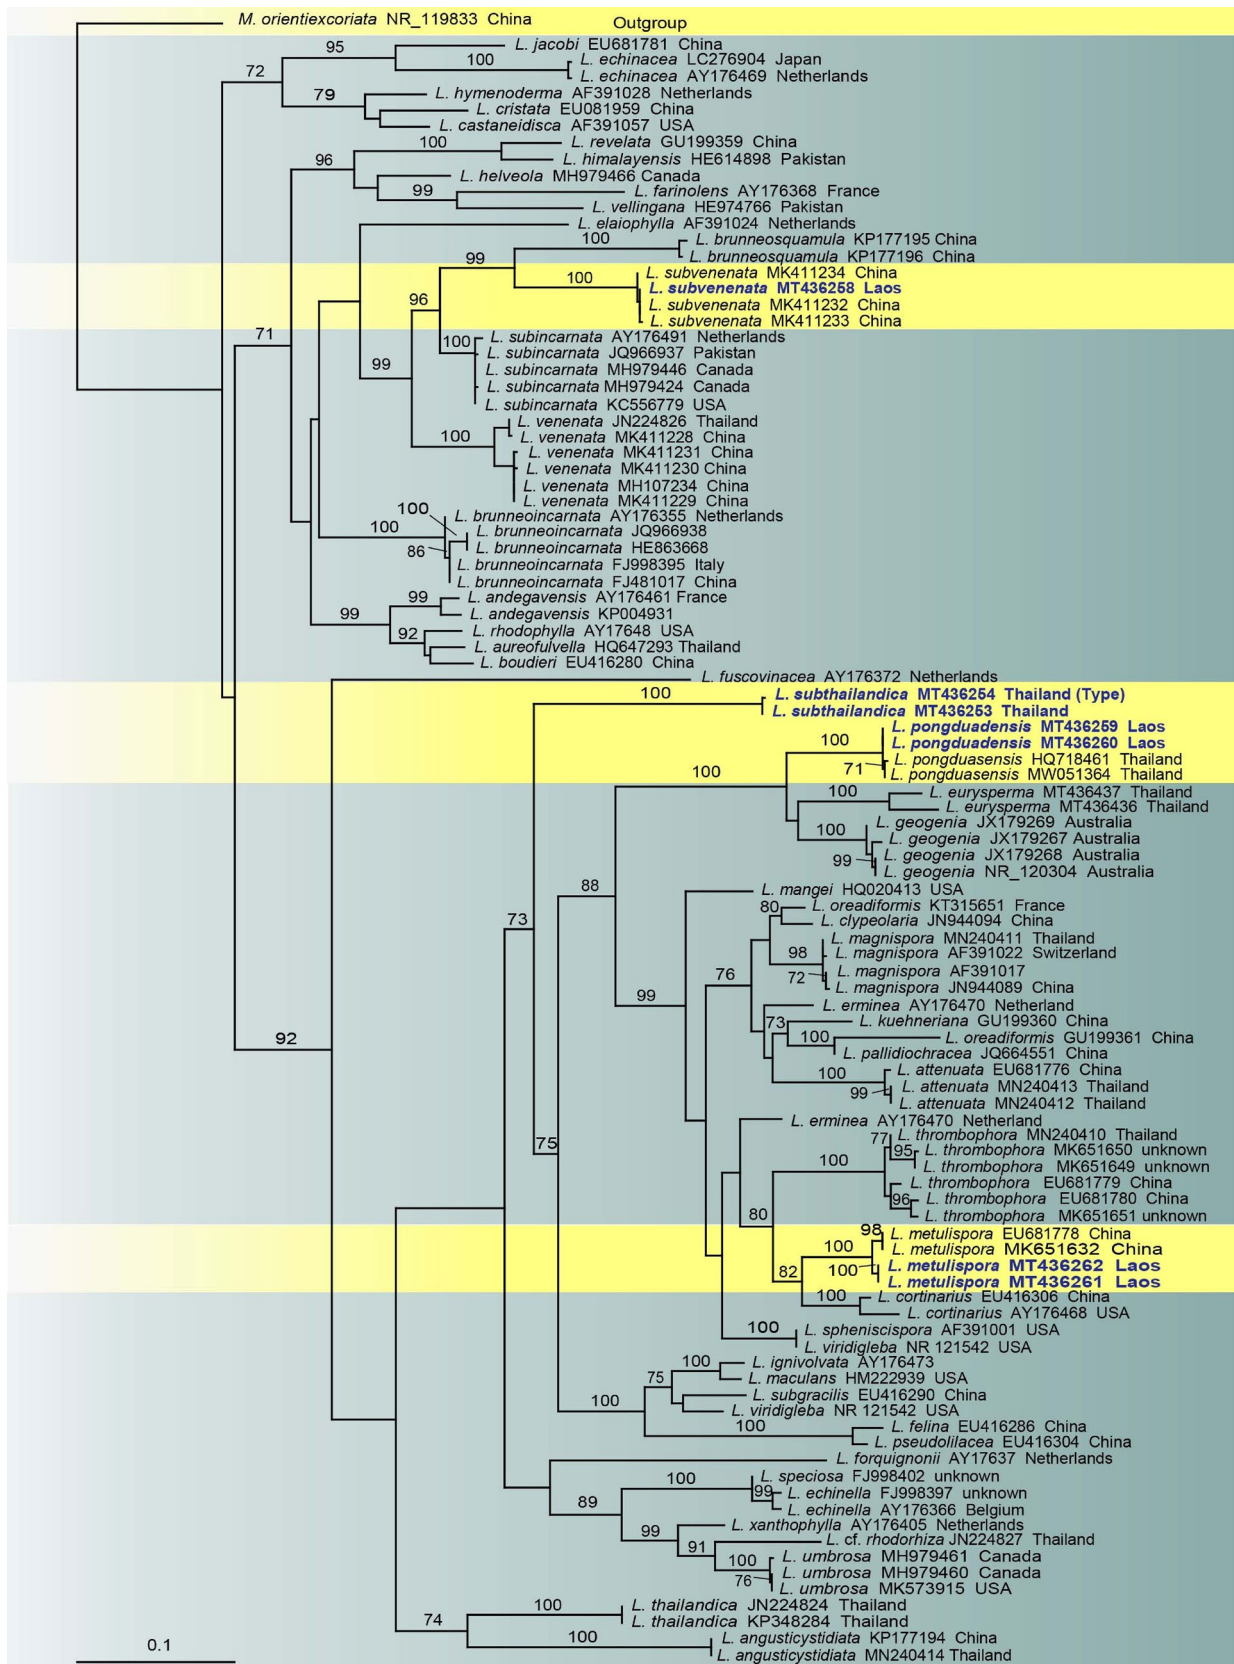 M. orientiexcoriata NR_119833 China
Outgroup
95
L. jacobi EU681781 China
100
L. echinacea LC276904 Japan
72
L. echinacea AY176469 Netherlands
79
L. hymenoderma AF391028 Netherlands
L. cristata EU081959 China
L. castaneidisca AF391057 USA
100
L. revelata GU199359 China
96
L. himalayensis HE614898 Pakistan
L. helveola MH979466 Canada
99
L. farinolens AY176368 France
L. vellingana HE974766 Pakistan
L. elaiophylla AF391024 Netherlands
100
L. brunneosquamula KP177195 China
L. brunneosquamula KP177196 China
99
L. subvenenata MK411234 China
100
L. subvenenata MT436258 Laos
96
L. subvenenata MK411232 China
L. subvenenata MK411233 China
71
100
L. subincarnata AY176491 Netherlands
L. subincarnata JQ966937 Pakistan
99
L. subincarnata MH979446 Canada
L. subincarnata MH979424 Canada
L. subincarnata KC556779 USA
L. venenata JN224826 Thailand
100
L. venenata MK411228 China
L. venenata MK411231 China
L. venenata MK411230 China
L. venenata MH107234 China
L. venenata MK411229 China
100
L. brunneoincarnata AY176355 Netherlands
100
L. brunneoincarnata JQ966938
86
L. brunneoincarnata HE863668
L. brunneoincarnata FJ998395 Italy
L. brunneoincarnata FJ481017 China
99
L. andegavensis AY176461 France
99
L. andegavensis KP004931
92
L. rhodophylla AY17648 USA
L. aureofulvella HQ647293 Thailand
L. boudieri EU416280 China
L. fuscovinacea AY176372 Netherlands
100
L. subthailandica MT436254 Thailand (Type)
L. subthailandica MT436253 Thailand
L. pongduadensis MT436259 Laos
100
L. pongduadensis MT436260 Laos
L. pongduasensis HQ718461 Thailand
71
L. pongduasensis MW051364 Thailand
100
100
L. eurysperma MT436437 Thailand
L. eurysperma MT436436 Thailand
100
L. geogenia JX179269 Australia
L. geogenia JX179267 Australia
99
L. geogenia JX179268 Australia
L. geogenia NR_120304 Australia
88
L. mangei HQ020413 USA
80
L. oreadiformis KT315651 France
73
L. clypeolaria JN944094 China
L. magnispora MN240411 Thailand
98
L. magnispora AF391022 Switzerland
76
72
L. magnispora AF391017
L. magnispora JN944089 China
99
L. erminea AY176470 Netherland
73
L. kuehneriana GU199360 China
100
L. oreadiformis GU199361 China
92
L. pallidiochracea JQ664551 China
100
L. attenuata EU681776 China
99
L. attenuata MN240413 Thailand
L. attenuata MN240412 Thailand
L. erminea AY176470 Netherland
77
L. thrombophora MN240410 Thailand
75
95
L. thrombophora MK651650 unknown
100
L. thrombophora MK651649 unknown
L. thrombophora EU681779 China
96
L. thrombophora EU681780 China
80
L. thrombophora MK651651 unknown
98
L. metulispora EU681778 China
100
L. metulispora MK651632 China
82
100
L. metulispora MT436262 Laos
L. metulispora MT436261 Laos
100
L. cortinarius EU416306 China
L. cortinarius AY176468 USA
100
L. spheniscispora AF391001 USA
L. viridigleba NR 121542 USA
100
L. ignivolvata AY176473
75
L. maculans HM222939 USA
100
L. subgracilis EU416290 China
L. viridigleba NR 121542 USA
100
L. felina EU416286 China
L. pseudolilacea EU416304 China
L. forquignonii AY17637 Netherlands
100
L. speciosa FJ998402 unknown
99
L. echinella FJ998397 unknown
89
L. echinella AY176366 Belgium
99
L. xanthophylla AY176405 Netherlands
91
L. cf. rhodorhiza JN224827 Thailand
100
L. umbrosa MH979461 Canada
76
L. umbrosa MH979460 Canada
L. umbrosa MK573915 USA
100
L. thailandica JN224824 Thailand
74
L. thailandica KP348284 Thailand
100
L. angusticystidiata KP177194 China
0.1
L. angusticystidiata MN240414 Thailand